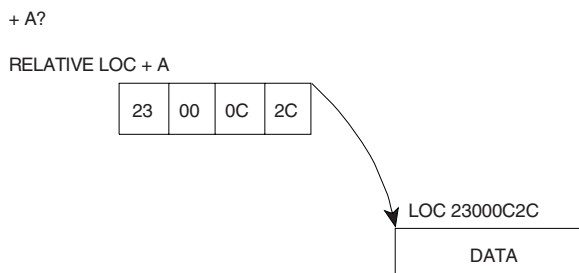 + A?
RELATIVE LOC + A
23 00 0C 2C
LOC 23000C2C
DATA